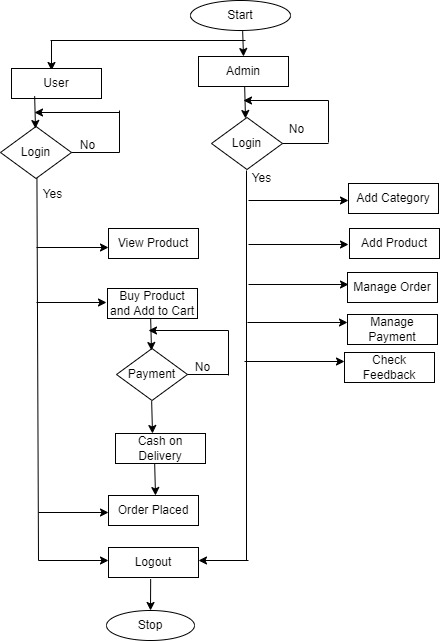 Start
User
Admin
Login
No
Login
No
Yes
Yes
Add Category
View Product
Add Product
Manage Order
Buy Product
and Add to Cart
Manage
Payment
Payment
No
Check
Feedback
Cash on
Delivery
Order Placed
Logout
Stop